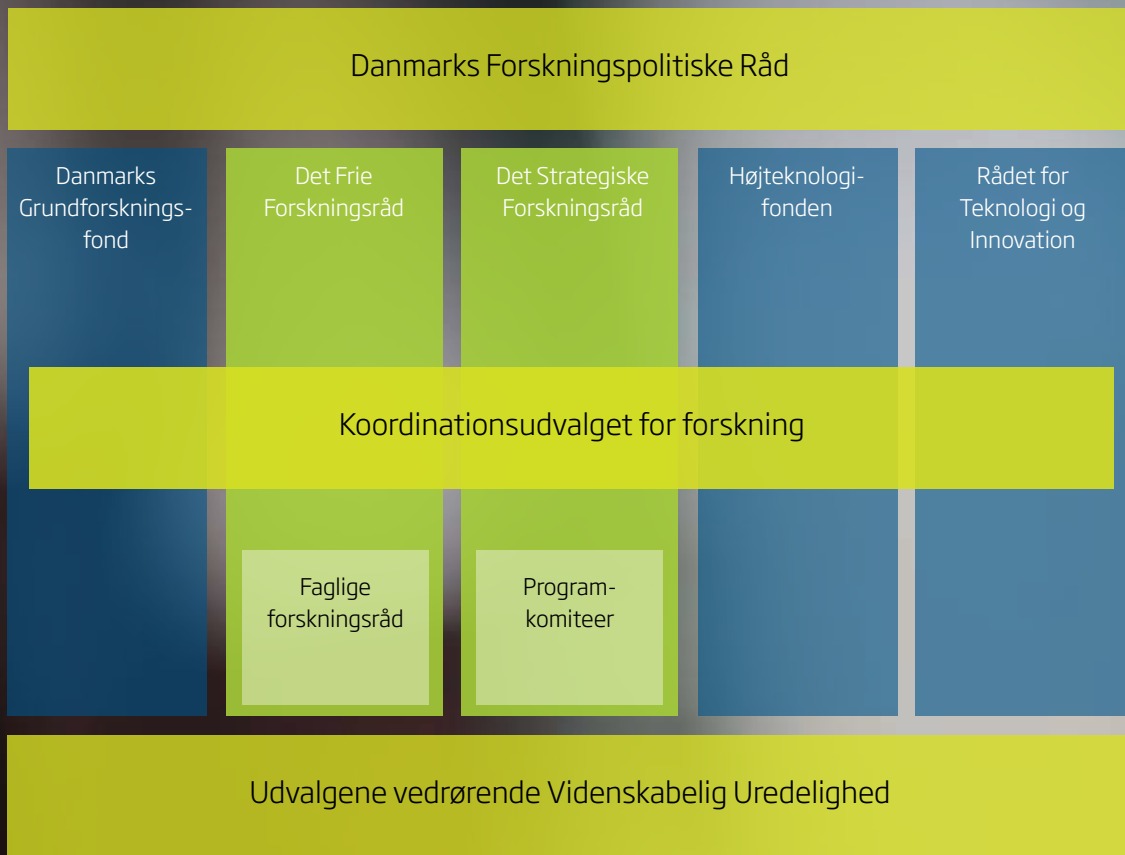 Danmarks Forskningspolitiske Råd
Danmarks
Grundforsknings-
fond
Det Frie
Forskningsråd
Det Strategiske
Forskningsråd
Højteknologi-
fonden
Rådet for
Teknologi og
Innovation
Koordinationsudvalget for forskning
Faglige
forskningsråd
Program-
komiteer
Udvalgene vedrørende Videnskabelig Uredelighed